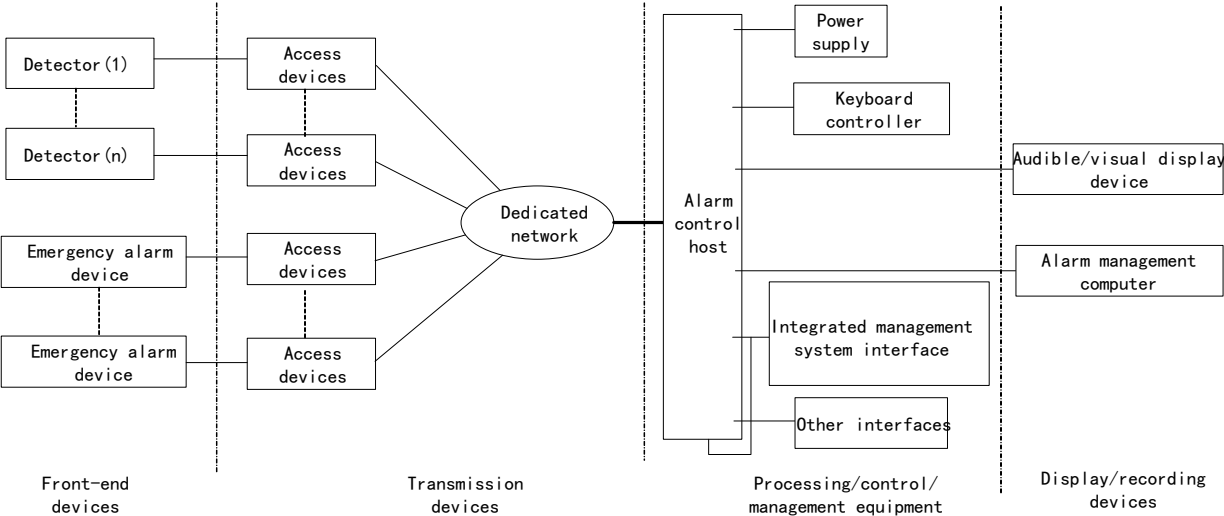 Detector(1)
Detector(n)
Emergency alarm
device
Emergency alarm
device
Access
devices
Access
devices
Access
devices
Access
devices
Dedicated
network
Alarm
control
host
Power
supply
Keyboard
controller
Integrated management
system interface
Other interfaces
Audible/visual display
device
Alarm management
computer
Front-end
devices
Transmission
devices
Processing/control/
management equipment
Display/recording
devices